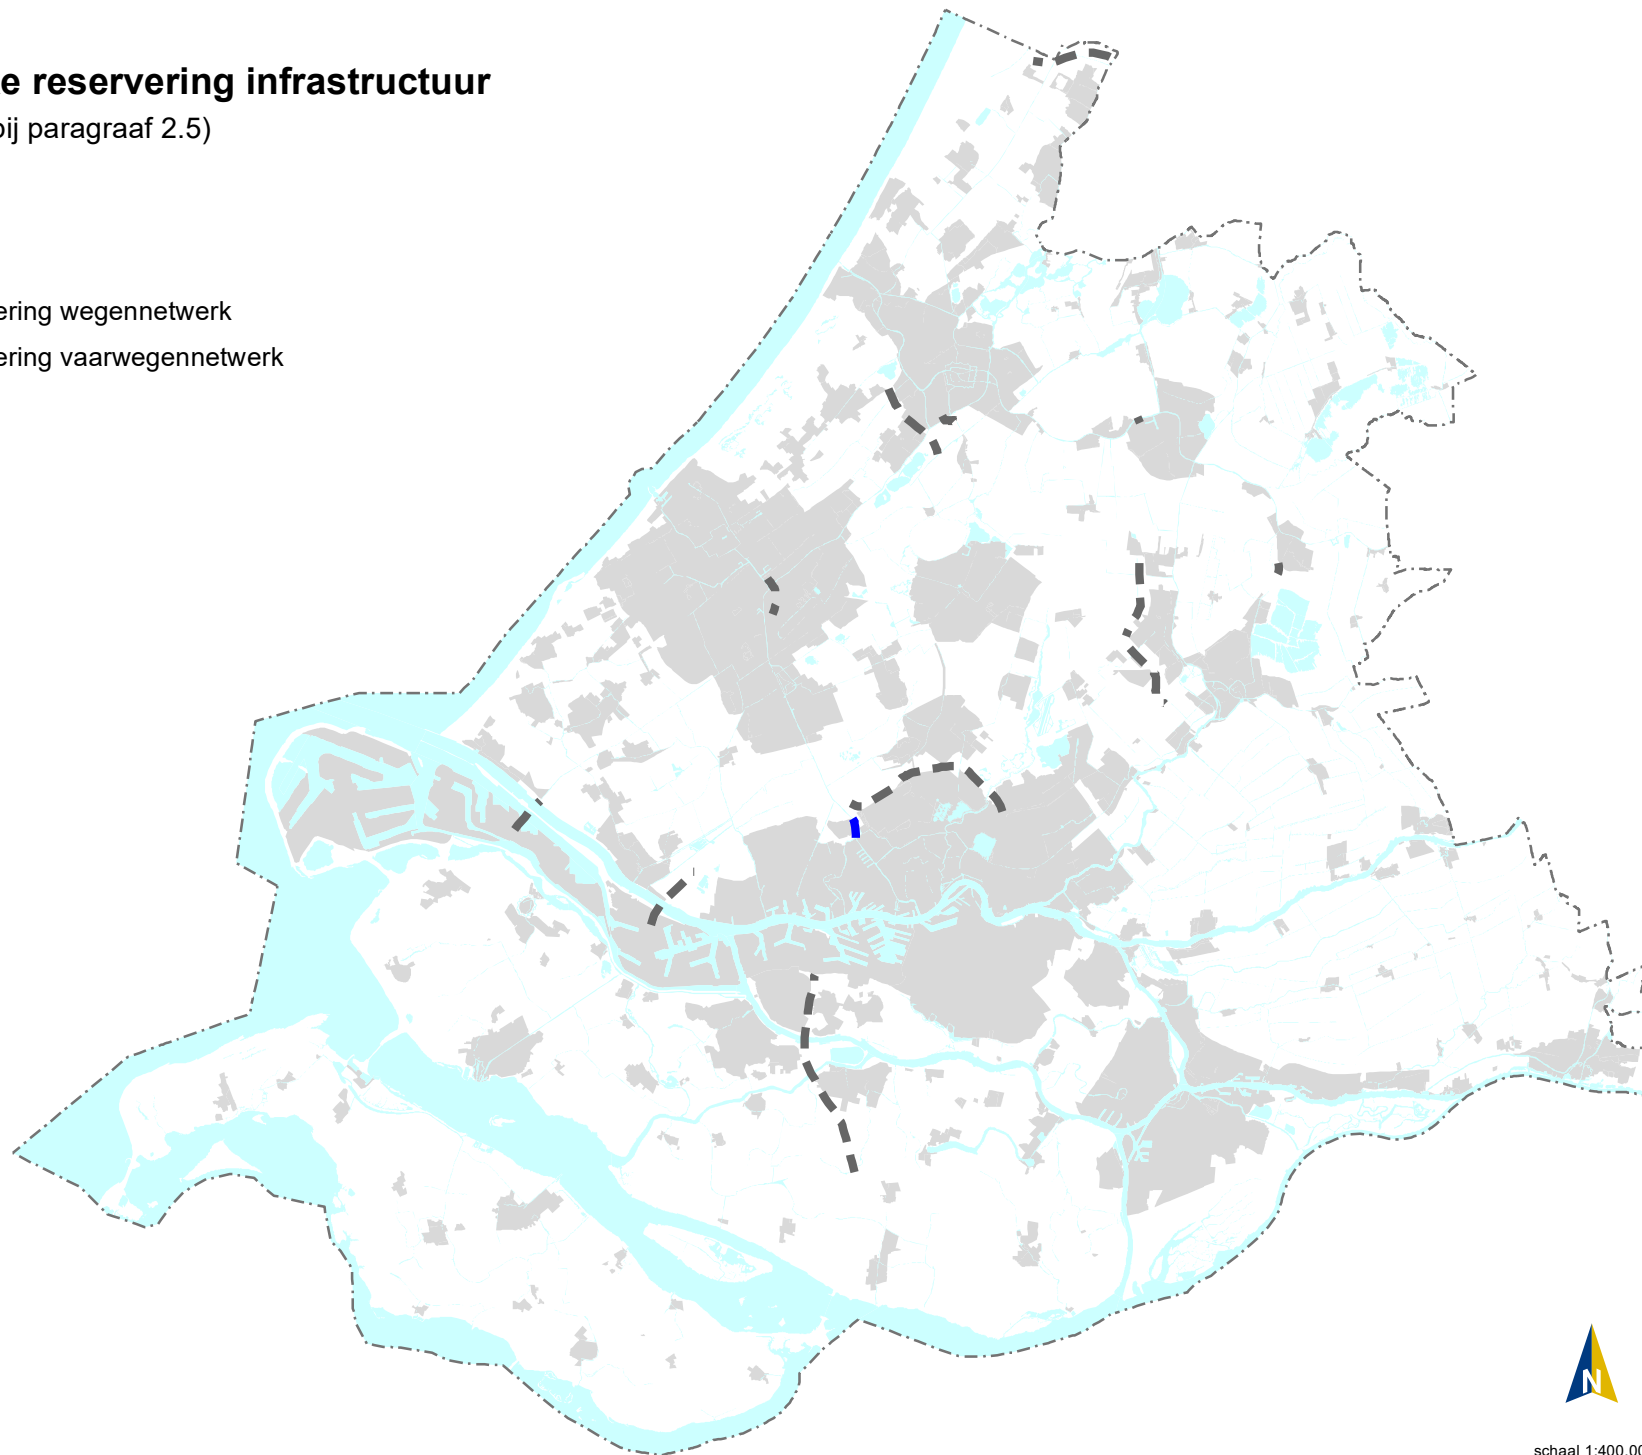 e reservering infrastructuur
bij paragraaf 2.5)
ering wegennetwerk
ering vaarwegennetwerk
N
schaal 1:400.00